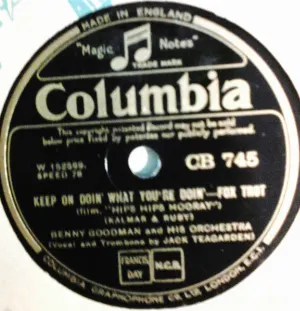 MADE IN ENGLAND
"Magic Notes"
TRADE MARK
Columbia
This copyright patented Record may not be sold
below price fixed by patentee nor publicly performed.
W 152559.
SPEED 78
CB 745
KEEP ON DOIN' WHAT YOU'RE DOIN'—FOX TROT
(film, "HIPS HIPS HOORAY")
(KALMAR & RUBY)
BENNY GOODMAN and HIS ORCHESTRA
(Vocal and Trombone by JACK TEAGARDEN)
FRANCIS DAY
N.C.B.
COLUMBIA GRAPHOPHONE CO. LTD LONDON, E.C.1.